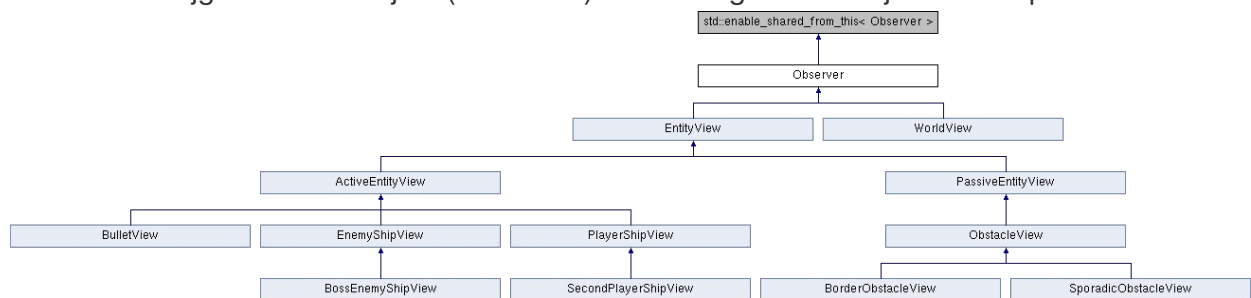 std::enable_shared_from_this< Observer >
Observer
EntityView WorldView
ActiveEntityView PassiveEntityView
BulletView EnemyShipView PlayerShipView ObstacleView
BossEnemyShipView SecondPlayerShipView BorderObstacleView SporadicObstacleView